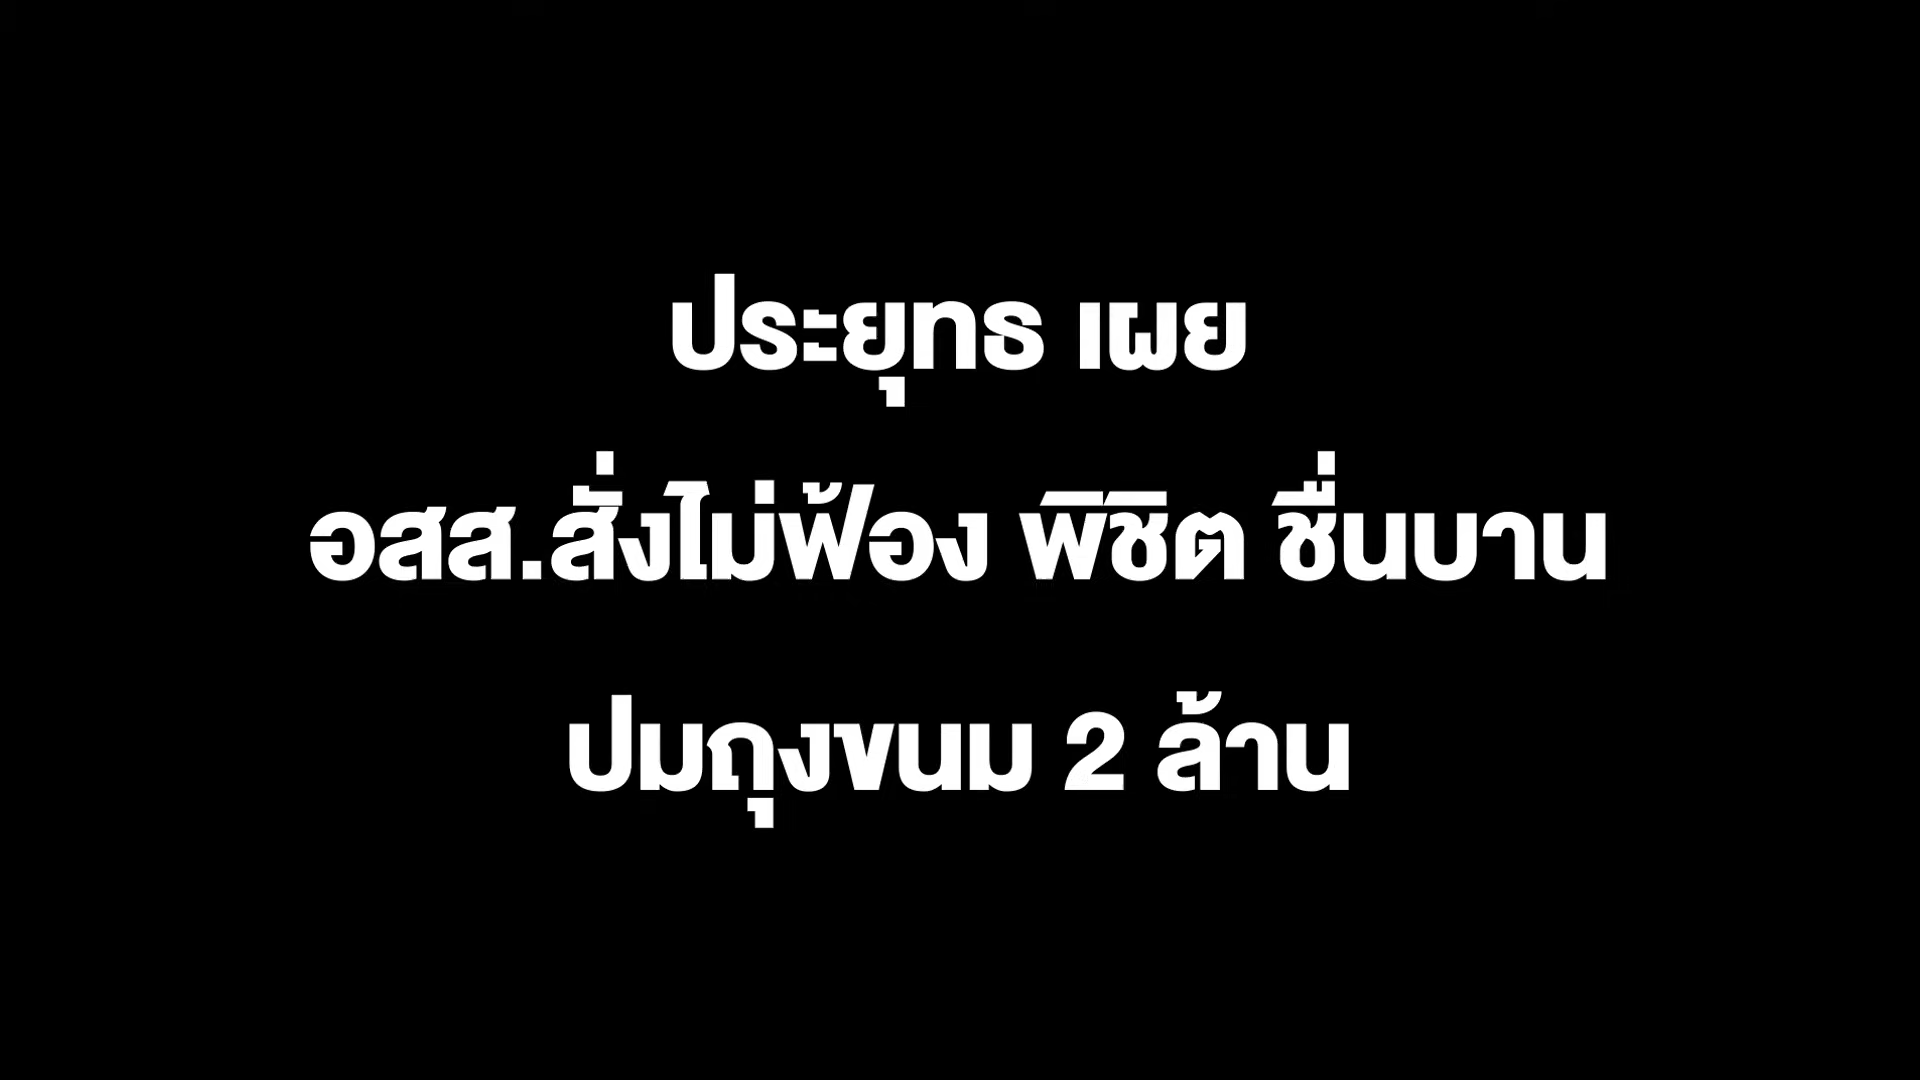 ประยุทธ เผย
อสส.สั่งไม่ฟ้อง พิชิต ชื่นบาน
ปมถุงขนม 2 ล้าน